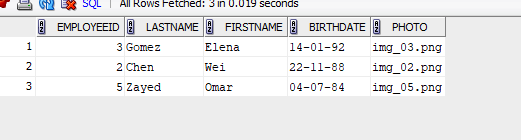 SQL | All Rows Fetched: 3 in 0.019 seconds
EMPLOYEEID LASTNAME FIRSTNAME BIRTHDATE PHOTO
1 3 Gomez Elena 14-01-92 img_03.png
2 2 Chen Wei 22-11-88 img_02.png
3 5 Zayed Omar 04-07-84 img_05.png